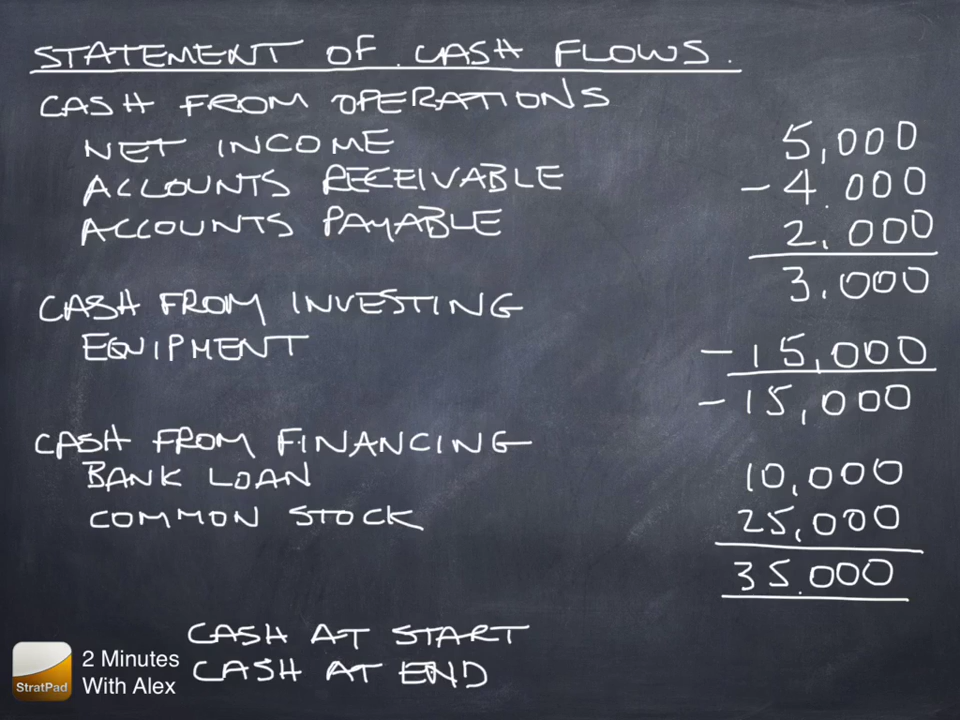 STATEMENT OF CASH FLOWS.
CASH FROM OPERATIONS
NET INCOME 5,000
ACCOUNTS RECEIVABLE -4.000
ACCOUNTS PAYABLE 2,000
3,000
CASH FROM INVESTING
EQUIPMENT -15,000
-15,000
CASH FROM FINANCING
BANK LOAN 10,000
COMMON STOCK 25,000
35.000
CASH AT START
CASH AT END
StratPad
2 Minutes
With Alex